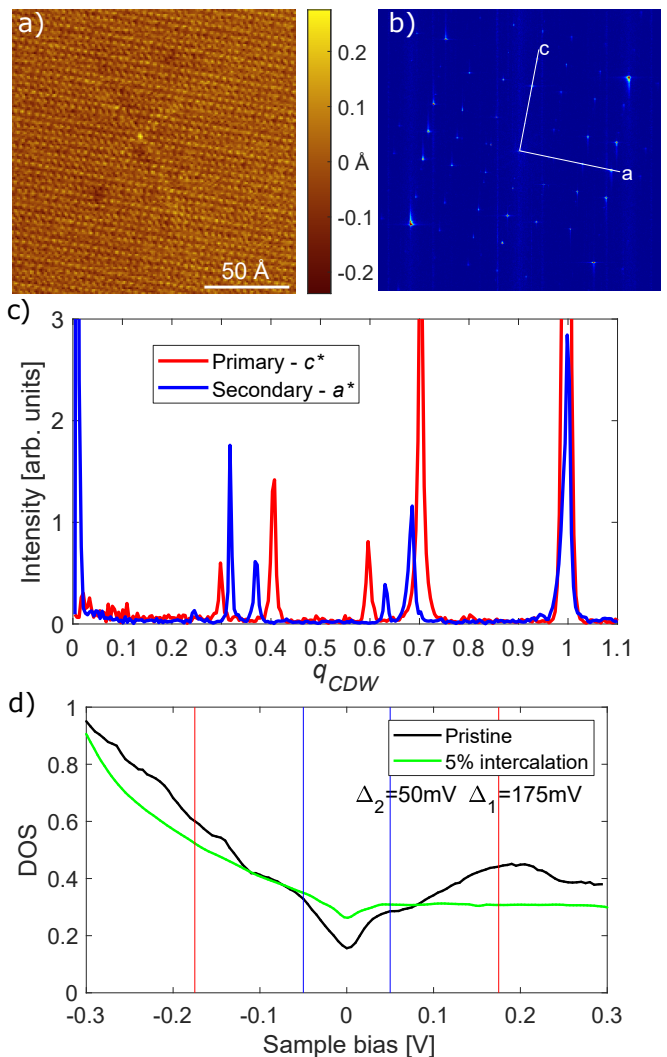 a)
50 Å
0.2
0.1
0 Å
-0.1
-0.2
b)
c
a
c)
Intensity [arb. units]
3
2
1
0
Primary - c*
Secondary - a*
0 0.1 0.2 0.3 0.4 0.5 0.6 0.7 0.8 0.9 1 1.1
qCDW
d)
DOS
1
0.8
0.6
0.4
0.2
0
Pristine
5% intercalation
Δ2=50mV Δ1=175mV
-0.3 -0.2 -0.1 0 0.1 0.2 0.3
Sample bias [V]